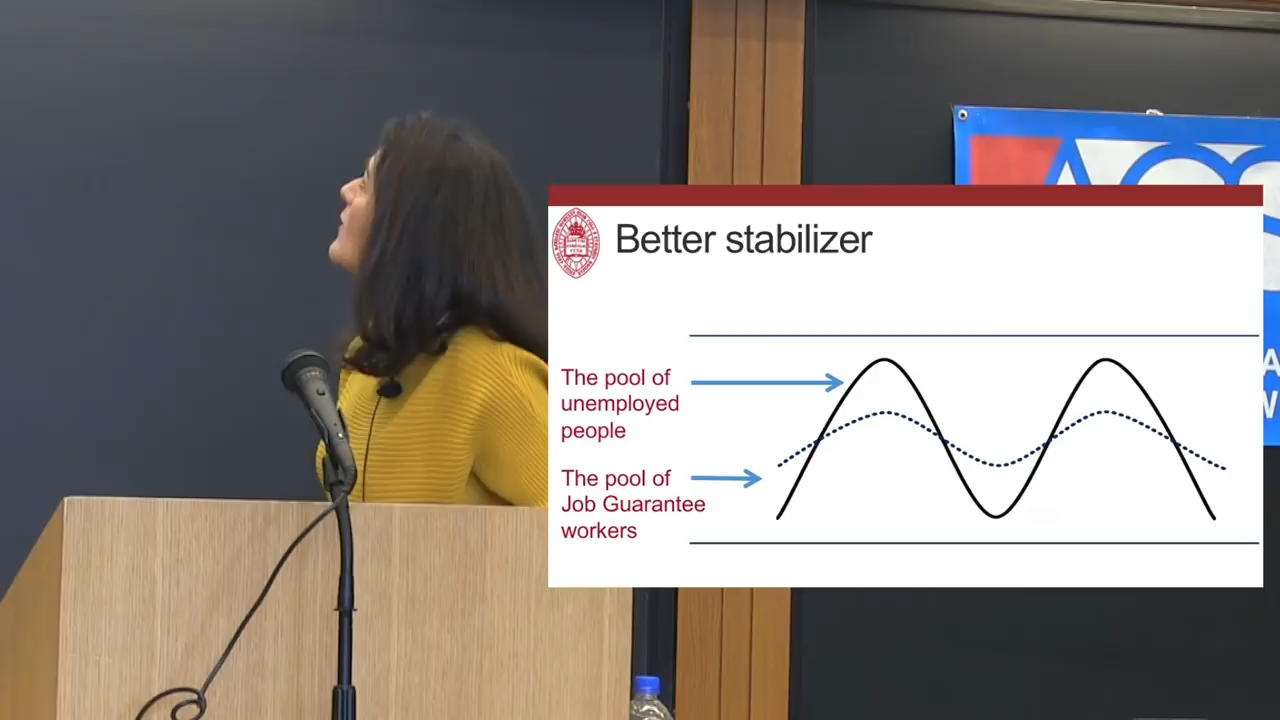 Better stabilizer
The pool of
unemployed
people
The pool of
Job Guarantee
workers
A
W